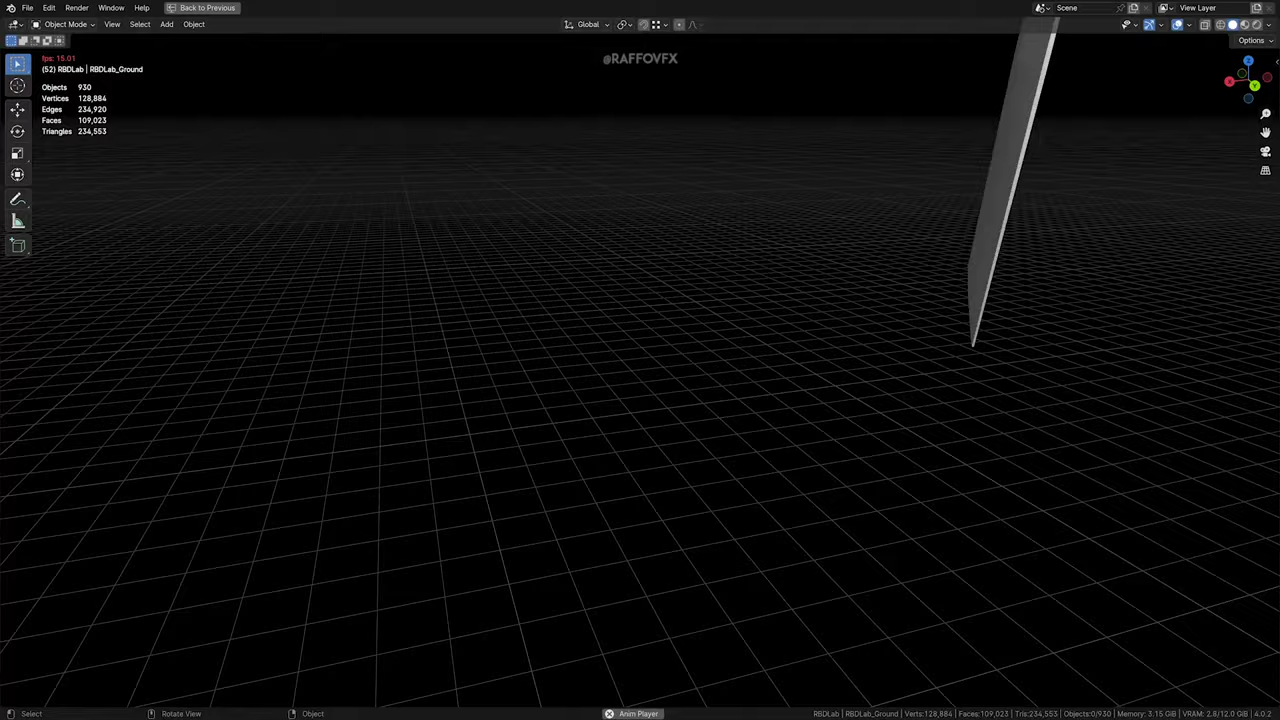 File Edit Render Window Help Back to Previous Scene View Layer
Object Mode View Select Add Object Global
Options
@RAFFOVFX
fps: 15.01
(52) RBDLab | RBDLab_Ground
Objects 930
Vertices 128,884
Edges 234,920
Faces 109,023
Triangles 234,553
Z
X
Y
Select Rotate View Object Anim Player RBDLab | RBDLab_Ground | Verts:128,884 | Faces:109,023 | Tris:234,553 | Objects:0/930 | Memory: 3.15 GiB | VRAM: 2.8/12.0 GiB | 4.0.2